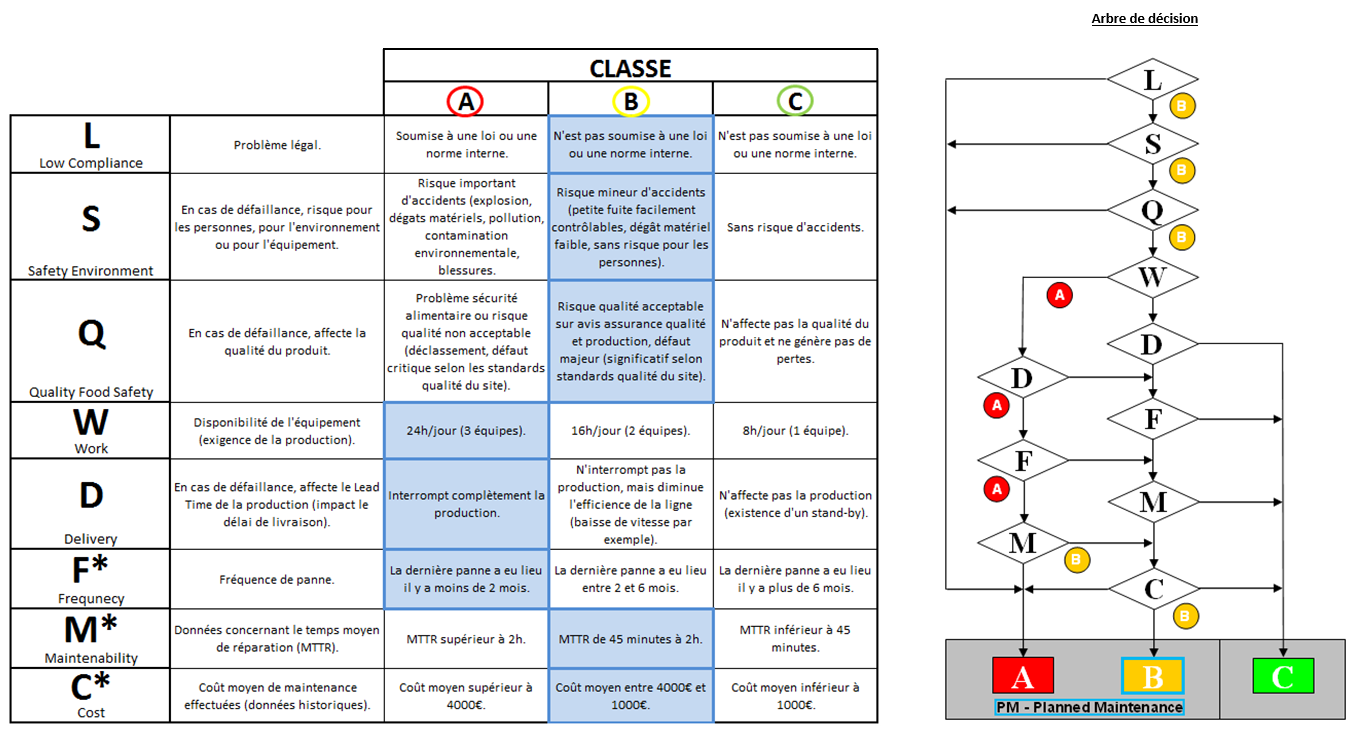 Arbre de décision
CLASSE
A
B
C
L
Low Compliance
Problème légal.
Soumise à une loi ou une
norme interne.
N'est pas soumise à une loi
ou une norme interne.
N'est pas soumise à une loi
ou une norme interne.
S
Safety Environment
En cas de défaillance, risque pour
les personnes, pour l'environnement
ou pour l'équipement.
Risque important
d'accidents (explosion,
dégats matériels, pollution,
contamination
environnementale,
blessures.
Risque mineur d'accidents
(petite fuite facilement
contrôlables, dégât matériel
faible, sans risque pour les
personnes).
Sans risque d'accidents.
Q
Quality Food Safety
En cas de défaillance, affecte la
qualité du produit.
Problème sécurité
alimentaire ou risque
qualité non acceptable
(déclassement, défaut
critique selon les standards
qualité du site).
Risque qualité acceptable
sur avis assurance qualité
et production, défaut
majeur (significatif selon
standards qualité du site).
N'affecte pas la qualité du
produit et ne génère pas de
pertes.
W
Work
Disponibilité de l'équipement
(exigence de la production).
24h/jour (3 équipes).
16h/jour (2 équipes).
8h/jour (1 équipe).
D
Delivery
En cas de défaillance, affecte le Lead
Time de la production (impact le
délai de livraison).
Interrompt complètement la
production.
N'interrompt pas la
production, mais diminue
l'efficience de la ligne
(baisse de vitesse par
exemple).
N'affecte pas la production
(existence d'un stand-by).
F*
Frequnecy
Fréquence de panne.
La dernière panne a eu lieu
il y a moins de 2 mois.
La dernière panne a eu lieu
entre 2 et 6 mois.
La dernière panne a eu lieu
il y a plus de 6 mois.
M*
Maintenability
Données concernant le temps moyen
de réparation (MTTR).
MTTR supérieur à 2h.
MTTR de 45 minutes à 2h.
MTTR inférieur à 45
minutes.
C*
Cost
Coût moyen de maintenance
effectuées (données historiques).
Coût moyen supérieur à
4000€.
Coût moyen entre 4000€ et
1000€.
Coût moyen inférieur à
1000€.
L
B
S
B
Q
B
W
A
D
D
A
F
F
A
M
M
B
C
B
A
B
C
PM - Planned Maintenance